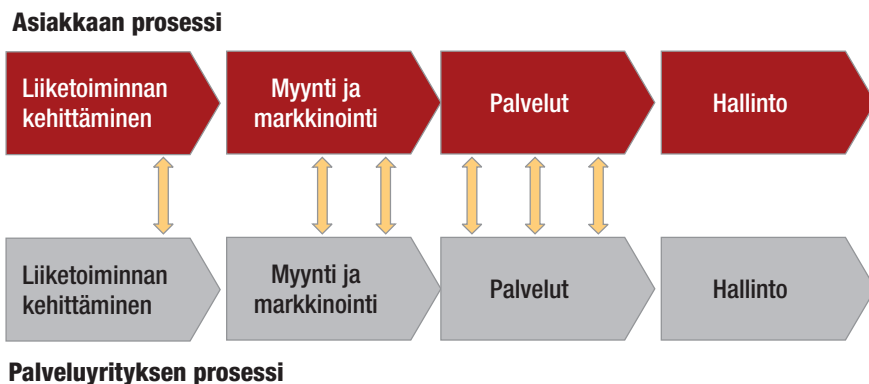 Asiakkaan prosessi
Liiketoiminnan
kehittäminen
Myynti ja
markkinointi
Palvelut
Hallinto
Liiketoiminnan
kehittäminen
Myynti ja
markkinointi
Palvelut
Hallinto
Palveluyrityksen prosessi